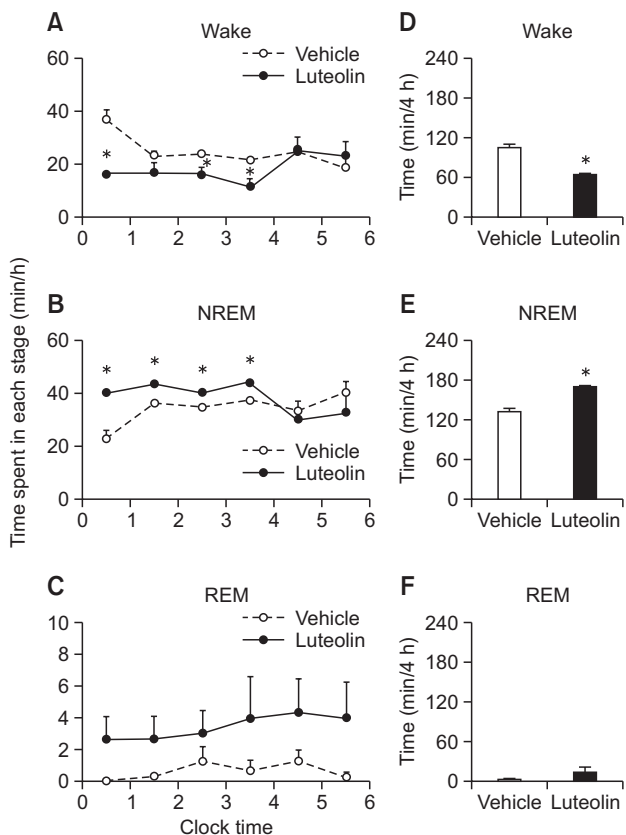 A
Wake
Vehicle
Luteolin
60
40
20
0
*
*
*
0 1 2 3 4 5 6
D
Wake
Time (min/4 h)
240
180
120
60
0
*
Vehicle Luteolin
Time spent in each stage (min/h)
B
NREM
60
40
20
0
* * * *
Vehicle
Luteolin
0 1 2 3 4 5 6
E
NREM
Time (min/4 h)
240
180
120
60
0
*
Vehicle Luteolin
C
REM
Vehicle
Luteolin
10
8
6
4
2
0
0 1 2 3 4 5 6
Clock time
F
REM
Time (min/4 h)
240
180
120
60
0
Vehicle Luteolin